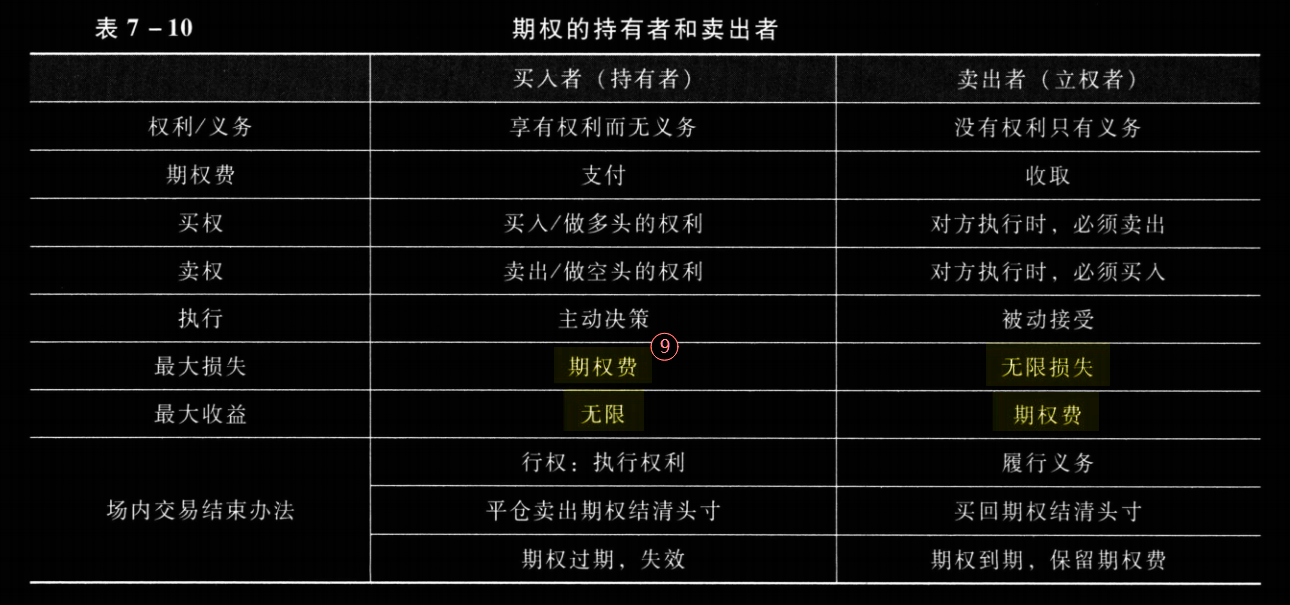 表 7－10 期权的持有者和卖出者
买入者（持有者） 卖出者（立权者）
权利/义务 享有权利而无义务 没有权利只有义务
期权费 支付 收取
买权 买入/做多头的权利 对方执行时，必须卖出
卖权 卖出/做空头的权利 对方执行时，必须买入
执行 主动决策 被动接受
9
最大损失 期权费 无限损失
最大收益 无限 期权费
行权：执行权利 履行义务
场内交易结束办法 平仓卖出期权结清头寸 买回期权结清头寸
期权过期，失效 期权到期，保留期权费